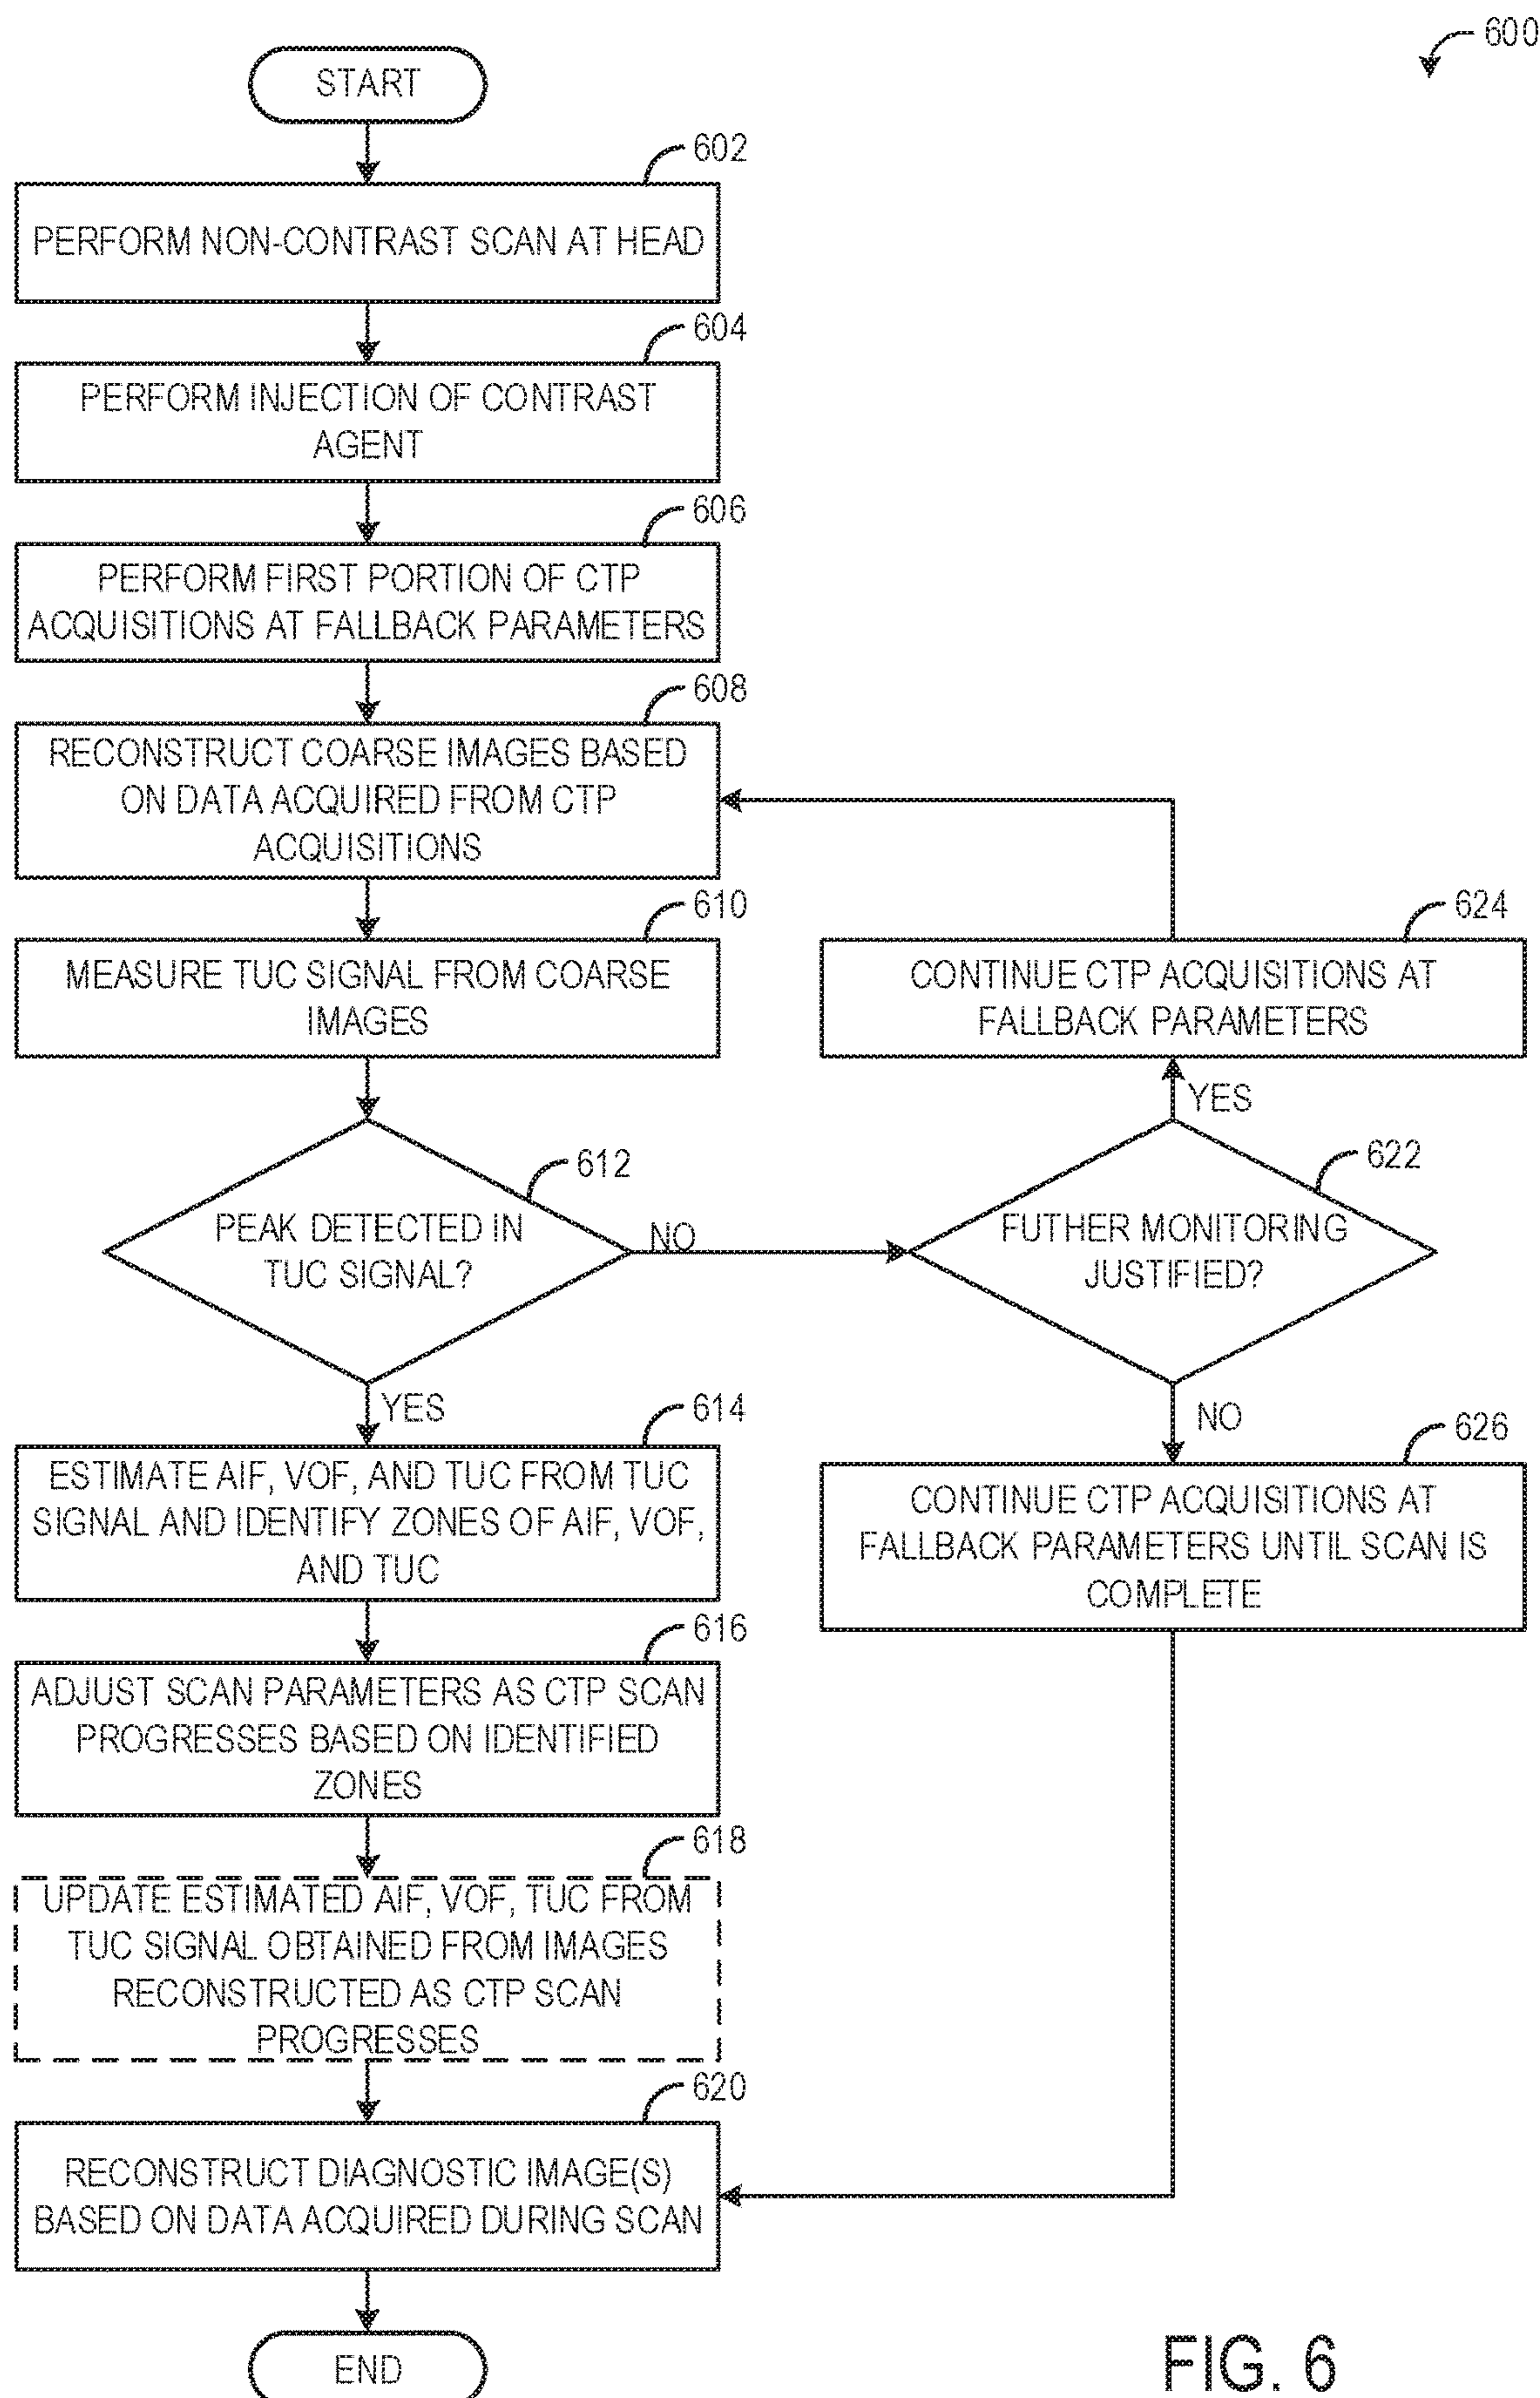 600
START
602
PERFORM NON-CONTRAST SCAN AT HEAD
604
PERFORM INJECTION OF CONTRAST
AGENT
606
PERFORM FIRST PORTION OF CTP
ACQUISITIONS AT FALLBACK PARAMETERS
608
RECONSTRUCT COARSE IMAGES BASED
ON DATA ACQUIRED FROM CTP
ACQUISITIONS
610
MEASURE TUC SIGNAL FROM COARSE
IMAGES
624
CONTINUE CTP ACQUISITIONS AT
FALLBACK PARAMETERS
YES
612
PEAK DETECTED IN
TUC SIGNAL?
NO
622
FUTHER MONITORING
JUSTIFIED?
YES
NO
614
ESTIMATE AIF, VOF, AND TUC FROM TUC
SIGNAL AND IDENTIFY ZONES OF AIF, VOF,
AND TUC
626
CONTINUE CTP ACQUISITIONS AT
FALLBACK PARAMETERS UNTIL SCAN IS
COMPLETE
616
ADJUST SCAN PARAMETERS AS CTP SCAN
PROGRESSES BASED ON IDENTIFIED
ZONES
618
UPDATE ESTIMATED AIF, VOF, TUC FROM
TUC SIGNAL OBTAINED FROM IMAGES
RECONSTRUCTED AS CTP SCAN
PROGRESSES
620
RECONSTRUCT DIAGNOSTIC IMAGE(S)
BASED ON DATA ACQUIRED DURING SCAN
END
FIG. 6